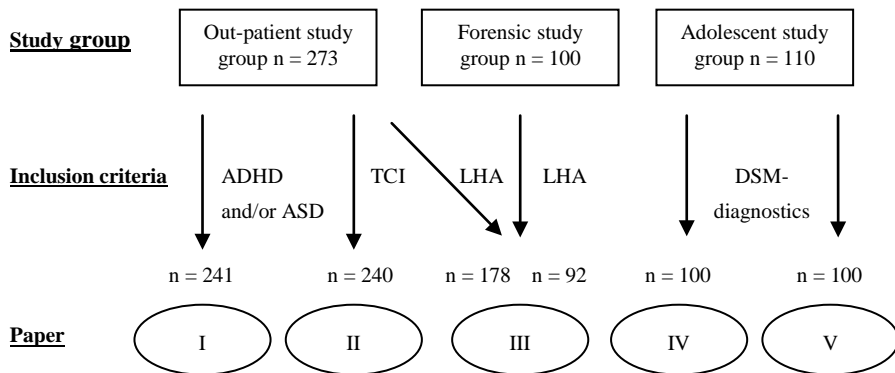 Study group
Out-patient study
group n = 273
Forensic study
group n = 100
Adolescent study
group n = 110
Inclusion criteria
ADHD
and/or ASD
TCI
LHA
LHA
DSM-
diagnostics
n = 241
n = 240
n = 178
n = 92
n = 100
n = 100
Paper
I
II
III
IV
V